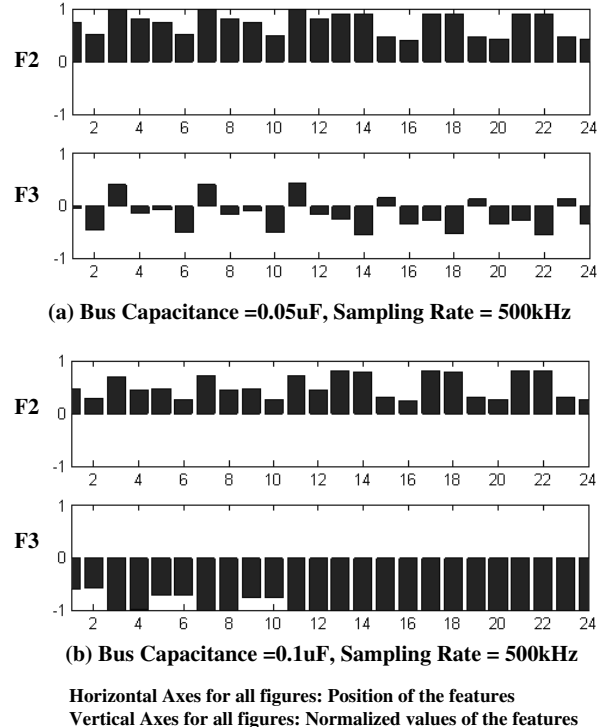 1
F2
0
-1
2 4 6 8 10 12 14 16 18 20 22 24
1
F3
0
-1
2 4 6 8 10 12 14 16 18 20 22 24
(a) Bus Capacitance =0.05uF, Sampling Rate = 500kHz
1
F2
0
-1
2 4 6 8 10 12 14 16 18 20 22 24
1
F3
0
-1
2 4 6 8 10 12 14 16 18 20 22 24
(b) Bus Capacitance =0.1uF, Sampling Rate = 500kHz
Horizontal Axes for all figures: Position of the features
Vertical Axes for all figures: Normalized values of the features